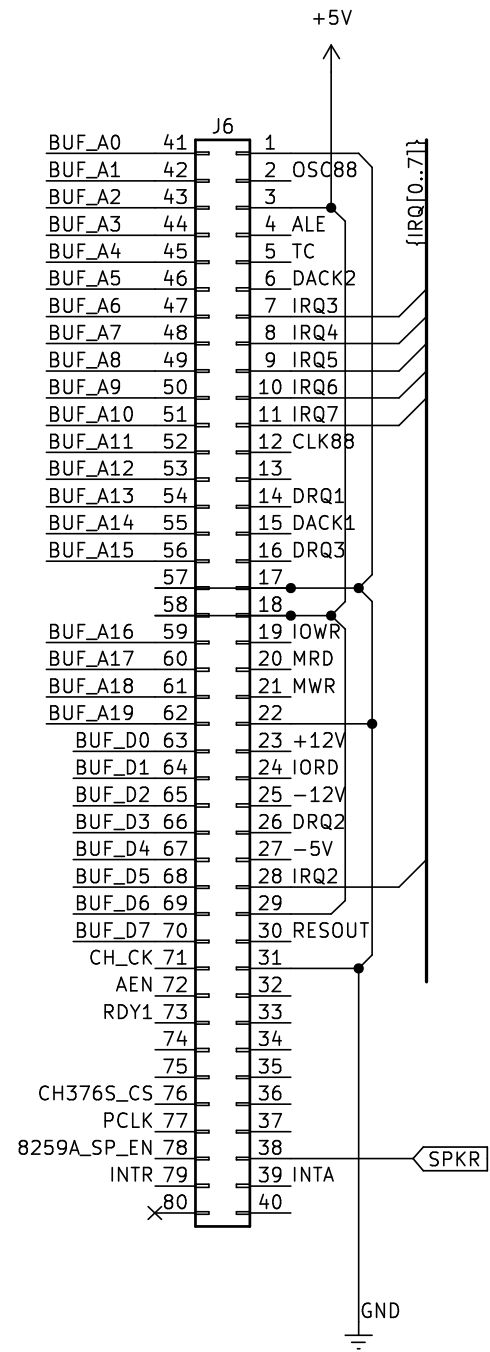 +5V
J6
{IRQ[0..7]}
BUF_A0 41 1
BUF_A1 42 2 OSC88
BUF_A2 43 3
BUF_A3 44 4 ALE
BUF_A4 45 5 TC
BUF_A5 46 6 DACK2
BUF_A6 47 7 IRQ3
BUF_A7 48 8 IRQ4
BUF_A8 49 9 IRQ5
BUF_A9 50 10 IRQ6
BUF_A10 51 11 IRQ7
BUF_A11 52 12 CLK88
BUF_A12 53 13
BUF_A13 54 14 DRQ1
BUF_A14 55 15 DACK1
BUF_A15 56 16 DRQ3
57 17
58 18
BUF_A16 59 19 IOWR
BUF_A17 60 20 MRD
BUF_A18 61 21 MWR
BUF_A19 62 22
BUF_D0 63 23 +12V
BUF_D1 64 24 IORD
BUF_D2 65 25 -12V
BUF_D3 66 26 DRQ2
BUF_D4 67 27 -5V
BUF_D5 68 28 IRQ2
BUF_D6 69 29
BUF_D7 70 30 RESOUT
CH_CK 71 31
AEN 72 32
RDY1 73 33
74 34
75 35
CH376S_CS 76 36
PCLK 77 37
8259A_SP_EN 78 38 SPKR
INTR 79 39 INTA
80 40
GND